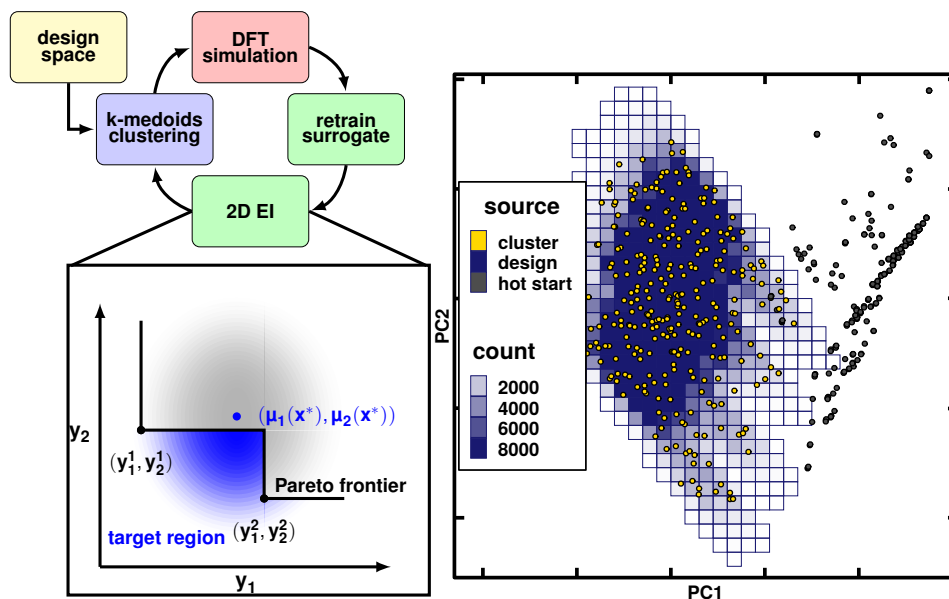 design
space
DFT
simulation
k-medoids
clustering
retrain
surrogate
2D EI
y₂
(μ₁(x*), μ₂(x*))
(y₁¹, y₂¹)
Pareto frontier
target region
(y₁², y₂²)
y₁
source
cluster
design
hot start
count
2000
4000
6000
8000
PC2
PC1